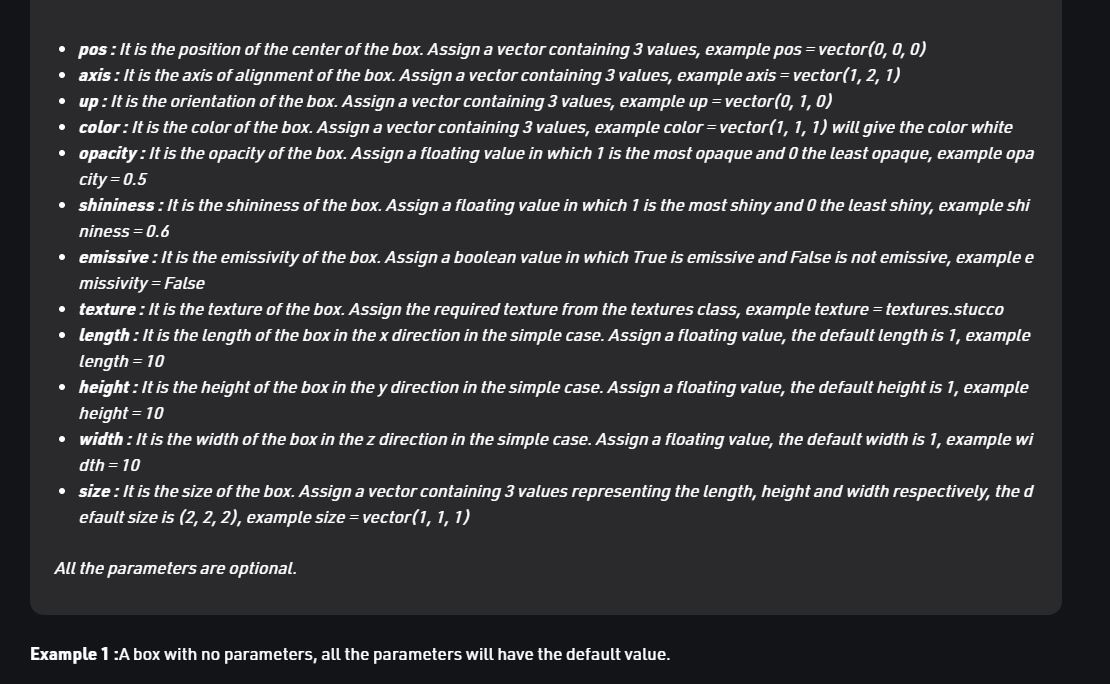 • pos : It is the position of the center of the box. Assign a vector containing 3 values, example pos = vector(0, 0, 0)
• axis : It is the axis of alignment of the box. Assign a vector containing 3 values, example axis = vector(1, 2, 1)
• up : It is the orientation of the box. Assign a vector containing 3 values, example up = vector(0, 1, 0)
• color : It is the color of the box. Assign a vector containing 3 values, example color = vector(1, 1, 1) will give the color white
• opacity : It is the opacity of the box. Assign a floating value in which 1 is the most opaque and 0 the least opaque, example opa
city = 0.5
• shininess : It is the shininess of the box. Assign a floating value in which 1 is the most shiny and 0 the least shiny, example shi
niness = 0.6
• emissive : It is the emissivity of the box. Assign a boolean value in which True is emissive and False is not emissive, example e
missivity = False
• texture : It is the texture of the box. Assign the required texture from the textures class, example texture = textures.stucco
• length : It is the length of the box in the x direction in the simple case. Assign a floating value, the default length is 1, example
length = 10
• height : It is the height of the box in the y direction in the simple case. Assign a floating value, the default height is 1, example
height = 10
• width : It is the width of the box in the z direction in the simple case. Assign a floating value, the default width is 1, example wi
dth = 10
• size : It is the size of the box. Assign a vector containing 3 values representing the length, height and width respectively, the d
efault size is (2, 2, 2), example size = vector(1, 1, 1)
All the parameters are optional.
Example 1 :A box with no parameters, all the parameters will have the default value.